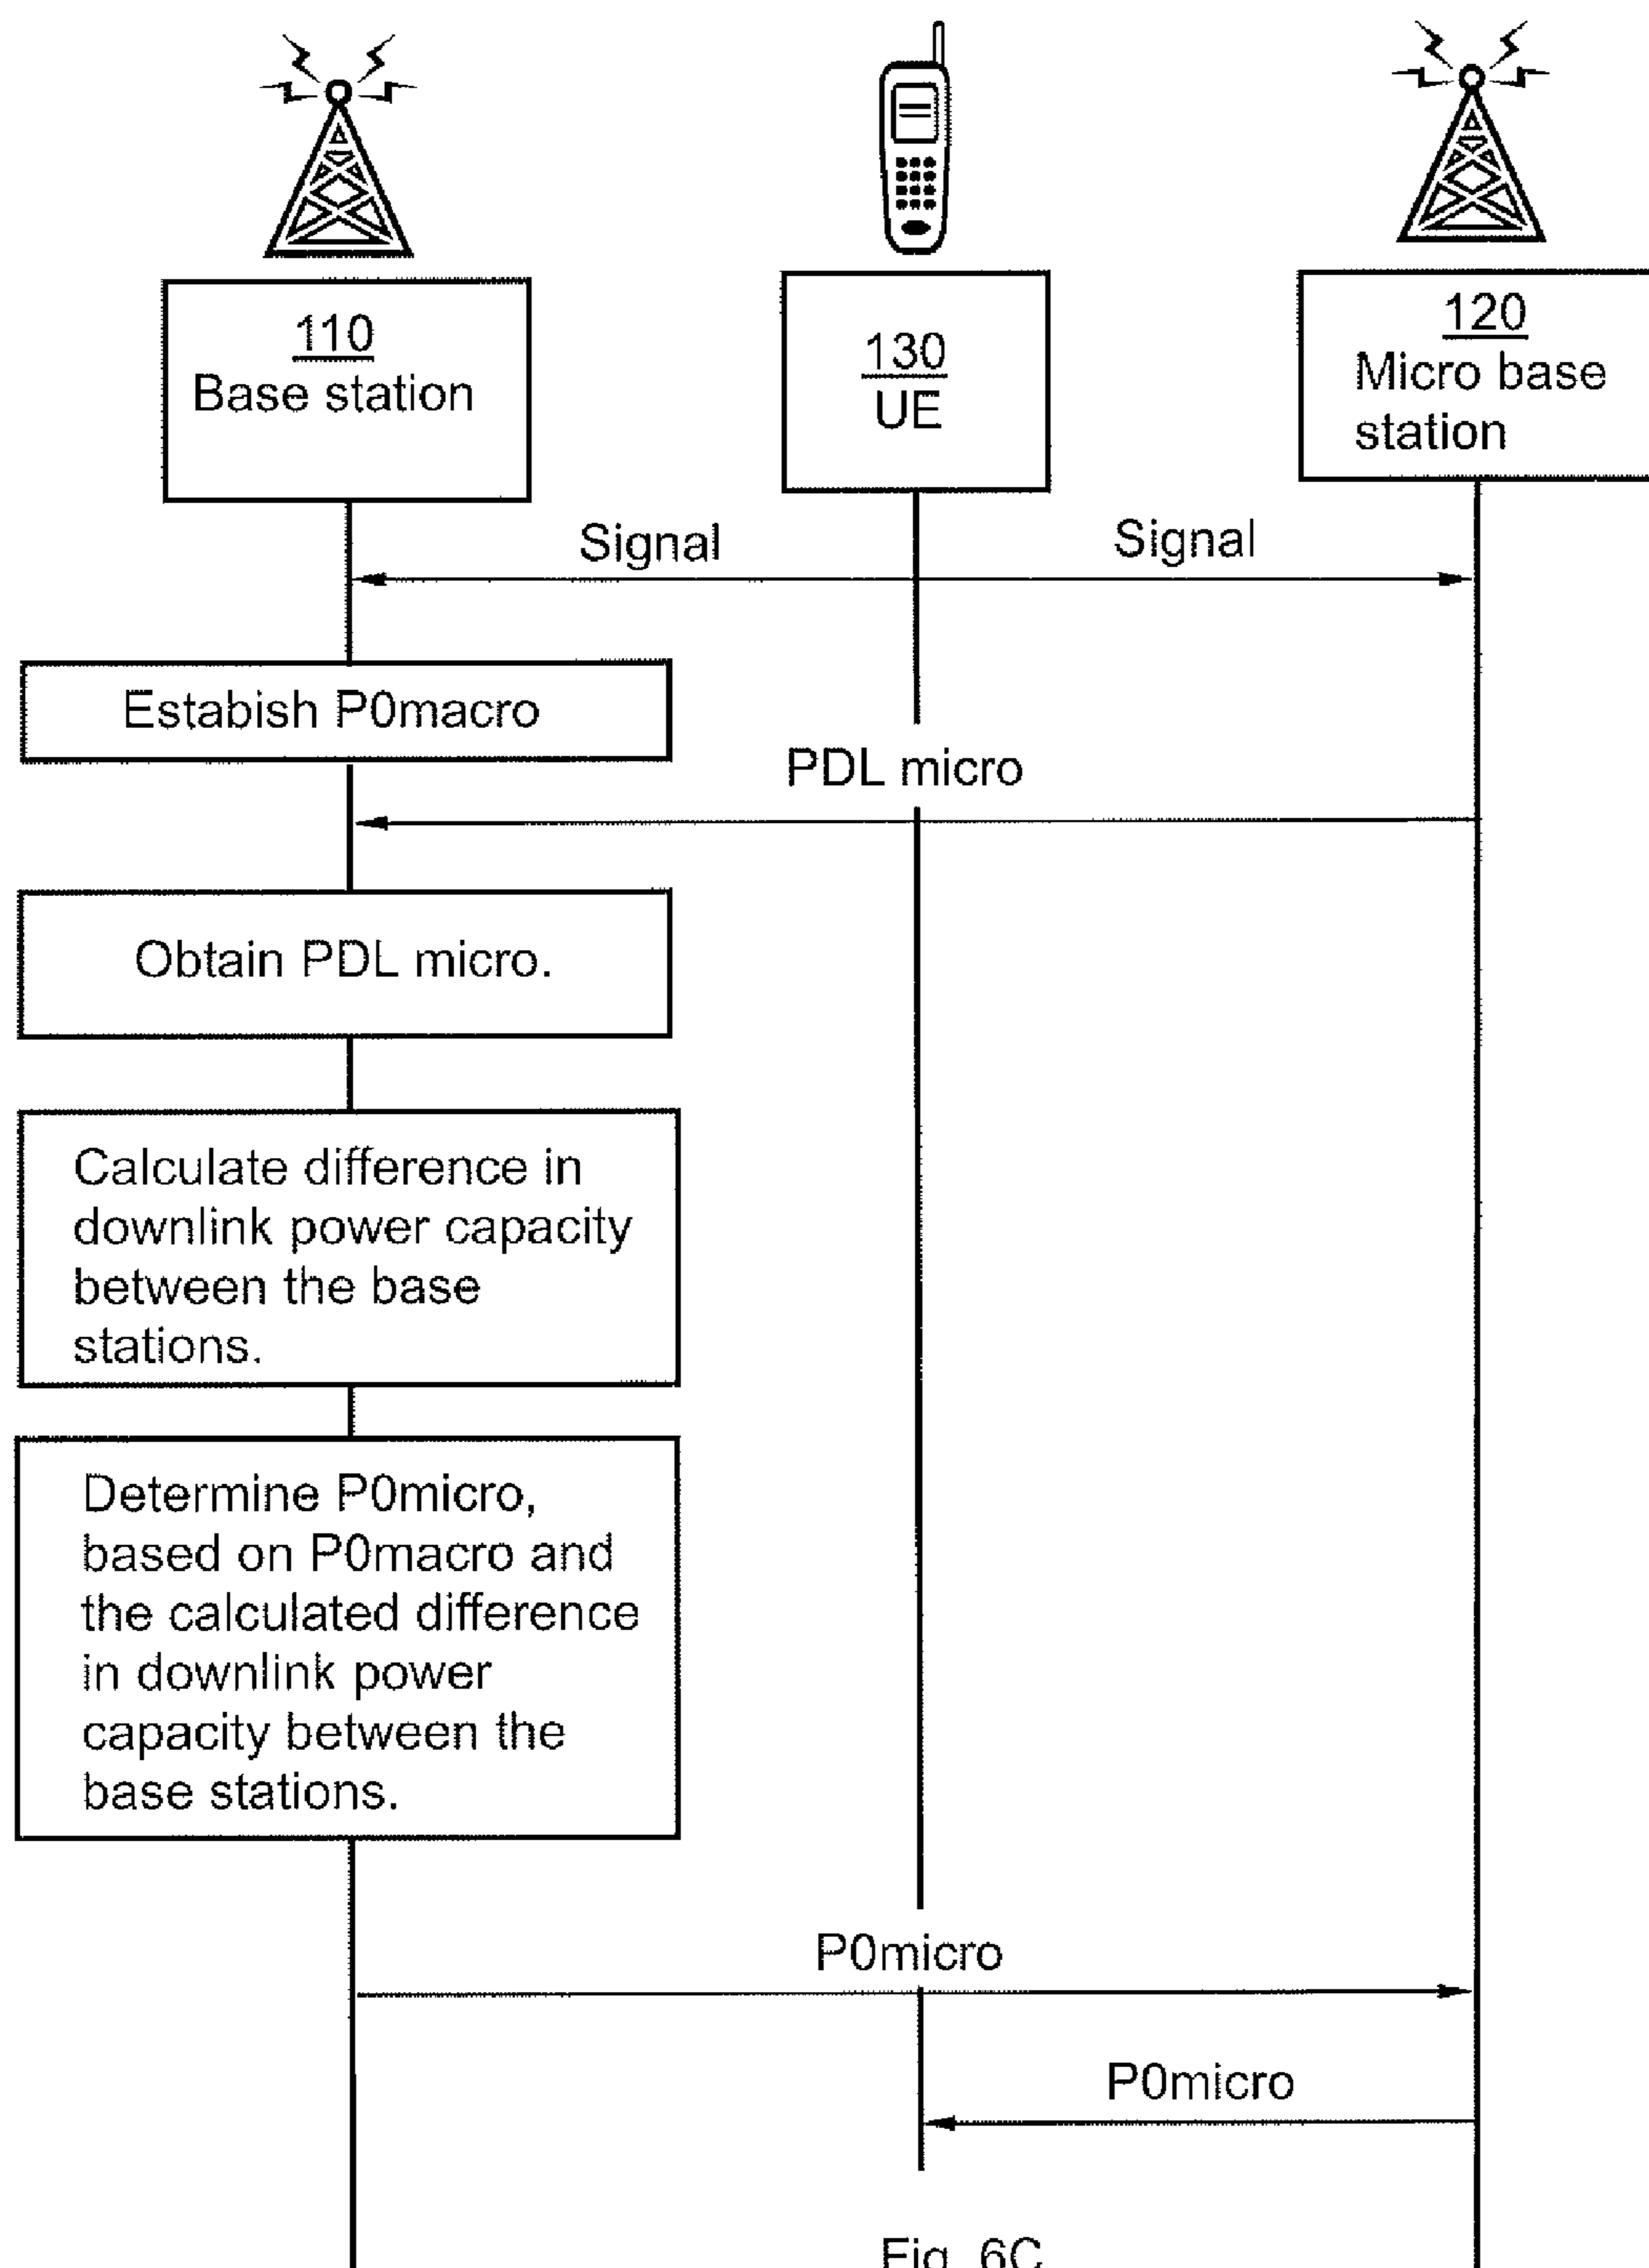 110
Base station
130
UE
120
Micro base
station
Signal
Signal
Estabish P0macro
PDL micro
Obtain PDL micro.
Calculate difference in
downlink power capacity
between the base
stations.
Determine P0micro,
based on P0macro and
the calculated difference
in downlink power
capacity between the
base stations.
P0micro
P0micro
Fig. 6C